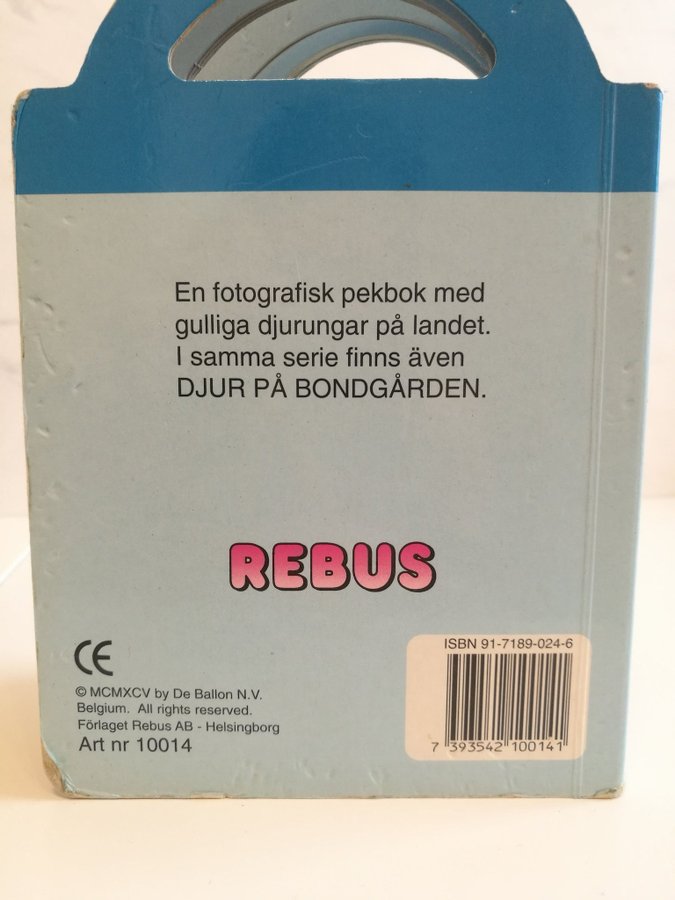 En fotografisk pekbok med
gulliga djurungar på landet.
I samma serie finns även
DJUR PÅ BONDGÅRDEN.
REBUS
CE
© MCMXCV by De Ballon N.V.
Belgium. All rights reserved.
Förlaget Rebus AB - Helsingborg
Art nr 10014
ISBN 91-7189-024-6
7 393542 100141